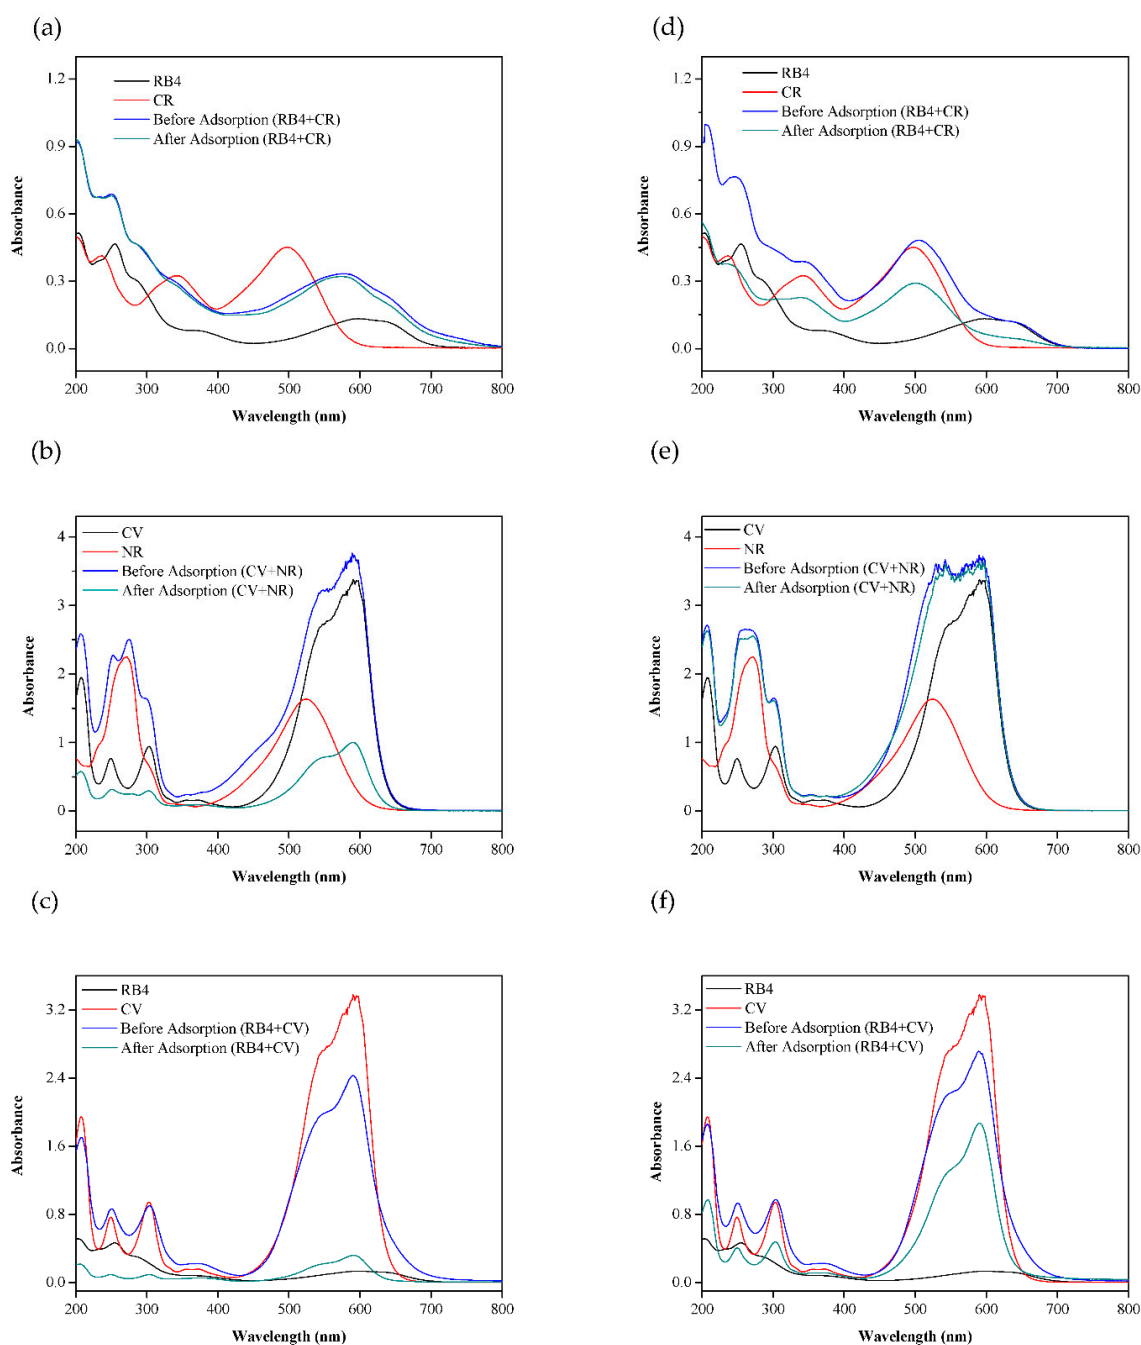 (a)
1.2
0.9
0.6
0.3
0.0
Absorbance
RB4
CR
Before Adsorption (RB4+CR)
After Adsorption (RB4+CR)
200 300 400 500 600 700 800
Wavelength (nm)
(d)
1.2
0.9
0.6
0.3
0.0
Absorbance
RB4
CR
Before Adsorption (RB4+CR)
After Adsorption (RB4+CR)
200 300 400 500 600 700 800
Wavelength (nm)
(b)
4
3
2
1
0
Absorbance
CV
NR
Before Adsorption (CV+NR)
After Adsorption (CV+NR)
200 300 400 500 600 700 800
Wavelength (nm)
(e)
4
3
2
1
0
Absorbance
CV
NR
Before Adsorption (CV+NR)
After Adsorption (CV+NR)
200 300 400 500 600 700 800
Wavelength (nm)
(c)
3.2
2.4
1.6
0.8
0.0
Absorbance
RB4
CV
Before Adsorption (RB4+CV)
After Adsorption (RB4+CV)
200 300 400 500 600 700 800
Wavelength (nm)
(f)
3.2
2.4
1.6
0.8
0.0
Absorbance
RB4
CV
Before Adsorption (RB4+CV)
After Adsorption (RB4+CV)
200 300 400 500 600 700 800
Wavelength (nm)